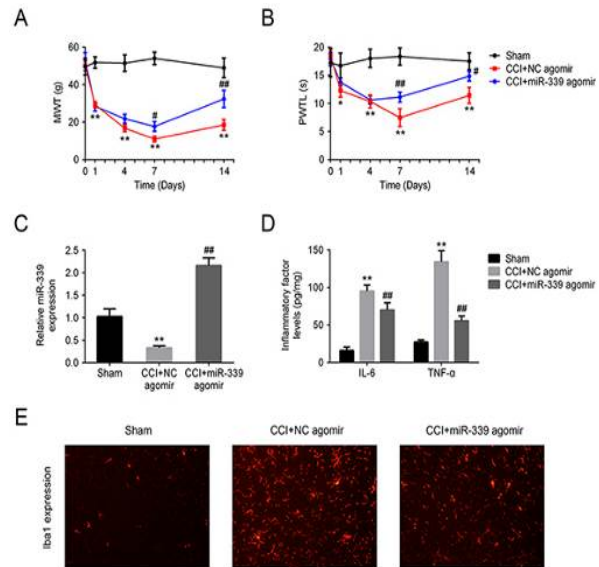 A
60
40
20
0
MWT (g)
**
**
#
**
##
**
0 1 4 7 14
Time (Days)
B
20
15
10
5
0
PWTL (s)
*
**
##
**
#
**
0 1 4 7 14
Time (Days)
Sham
CCI+NC agomir
CCI+miR-339 agomir
C
2.5
2.0
1.5
1.0
0.5
0.0
Relative miR-339
expression
**
##
Sham
CCI+NC
agomir
CCI+miR-339
agomir
D
150
100
50
0
Inflammatory factor
levels (pg/mg)
**
##
**
##
IL-6
TNF-α
Sham
CCI+NC agomir
CCI+miR-339 agomir
E
Sham
CCI+NC agomir
CCI+miR-339 agomir
Iba1 expression